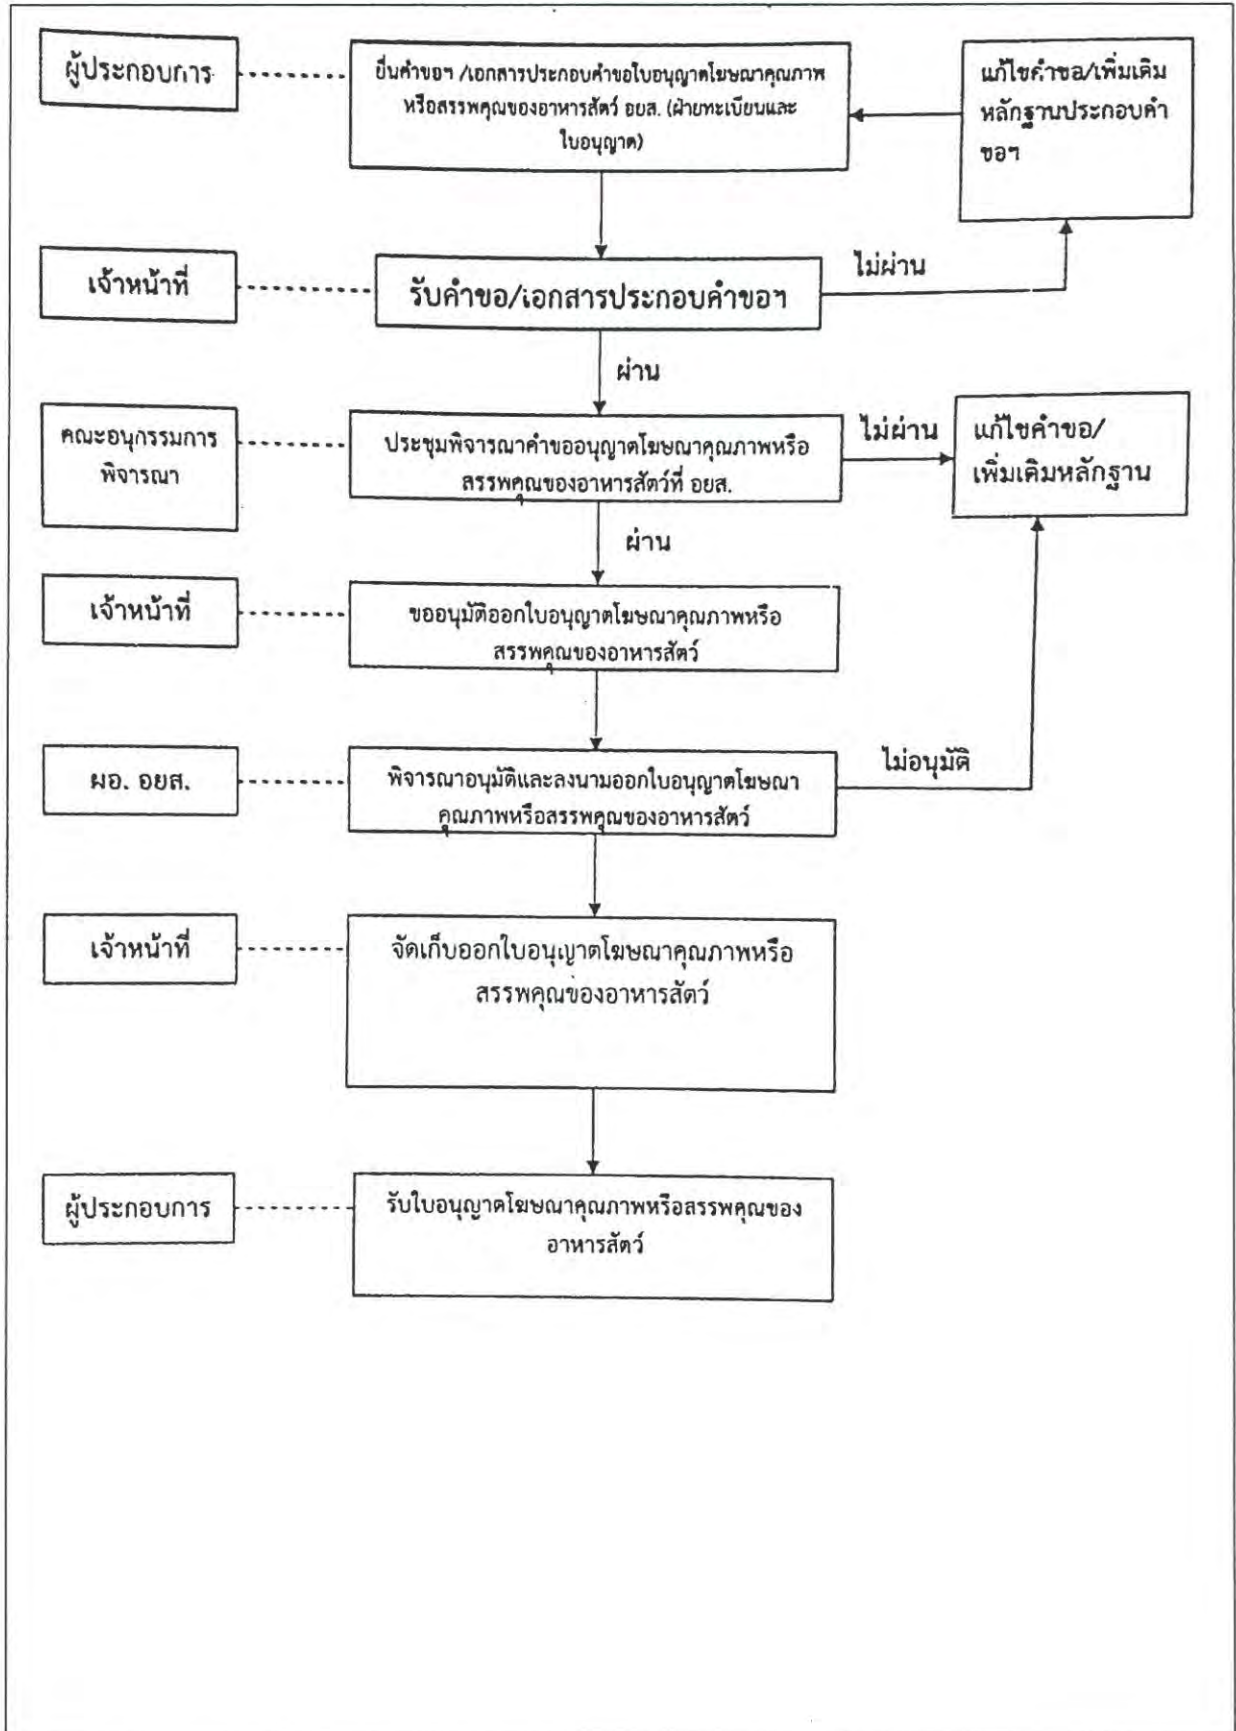 ผู้ประกอบการ
ยื่นคำขอฯ /เอกสารประกอบคำขอใบอนุญาตโฆษณาคุณภาพ
หรือสรรพคุณของอาหารสัตว์ อยส. (ฝ่ายทะเบียนและ
ใบอนุญาต)
แก้ไขคำขอ/เพิ่มเติม
หลักฐานประกอบคำ
ขอฯ
เจ้าหน้าที่
รับคำขอ/เอกสารประกอบคำขอฯ
ไม่ผ่าน
ผ่าน
คณะอนุกรรมการ
พิจารณา
ประชุมพิจารณาคำขออนุญาตโฆษณาคุณภาพหรือ
สรรพคุณของอาหารสัตว์ที่ อยส.
ไม่ผ่าน
แก้ไขคำขอ/
เพิ่มเติมหลักฐาน
ผ่าน
เจ้าหน้าที่
ขออนุมัติออกใบอนุญาตโฆษณาคุณภาพหรือ
สรรพคุณของอาหารสัตว์
ผอ. อยส.
พิจารณาอนุมัติและลงนามออกใบอนุญาตโฆษณา
คุณภาพหรือสรรพคุณของอาหารสัตว์
ไม่อนุมัติ
เจ้าหน้าที่
จัดเก็บออกใบอนุญาตโฆษณาคุณภาพหรือ
สรรพคุณของอาหารสัตว์
ผู้ประกอบการ
รับใบอนุญาตโฆษณาคุณภาพหรือสรรพคุณของ
อาหารสัตว์